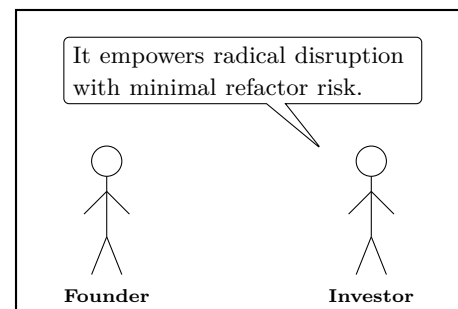 It empowers radical disruption
with minimal refactor risk.
Founder
Investor